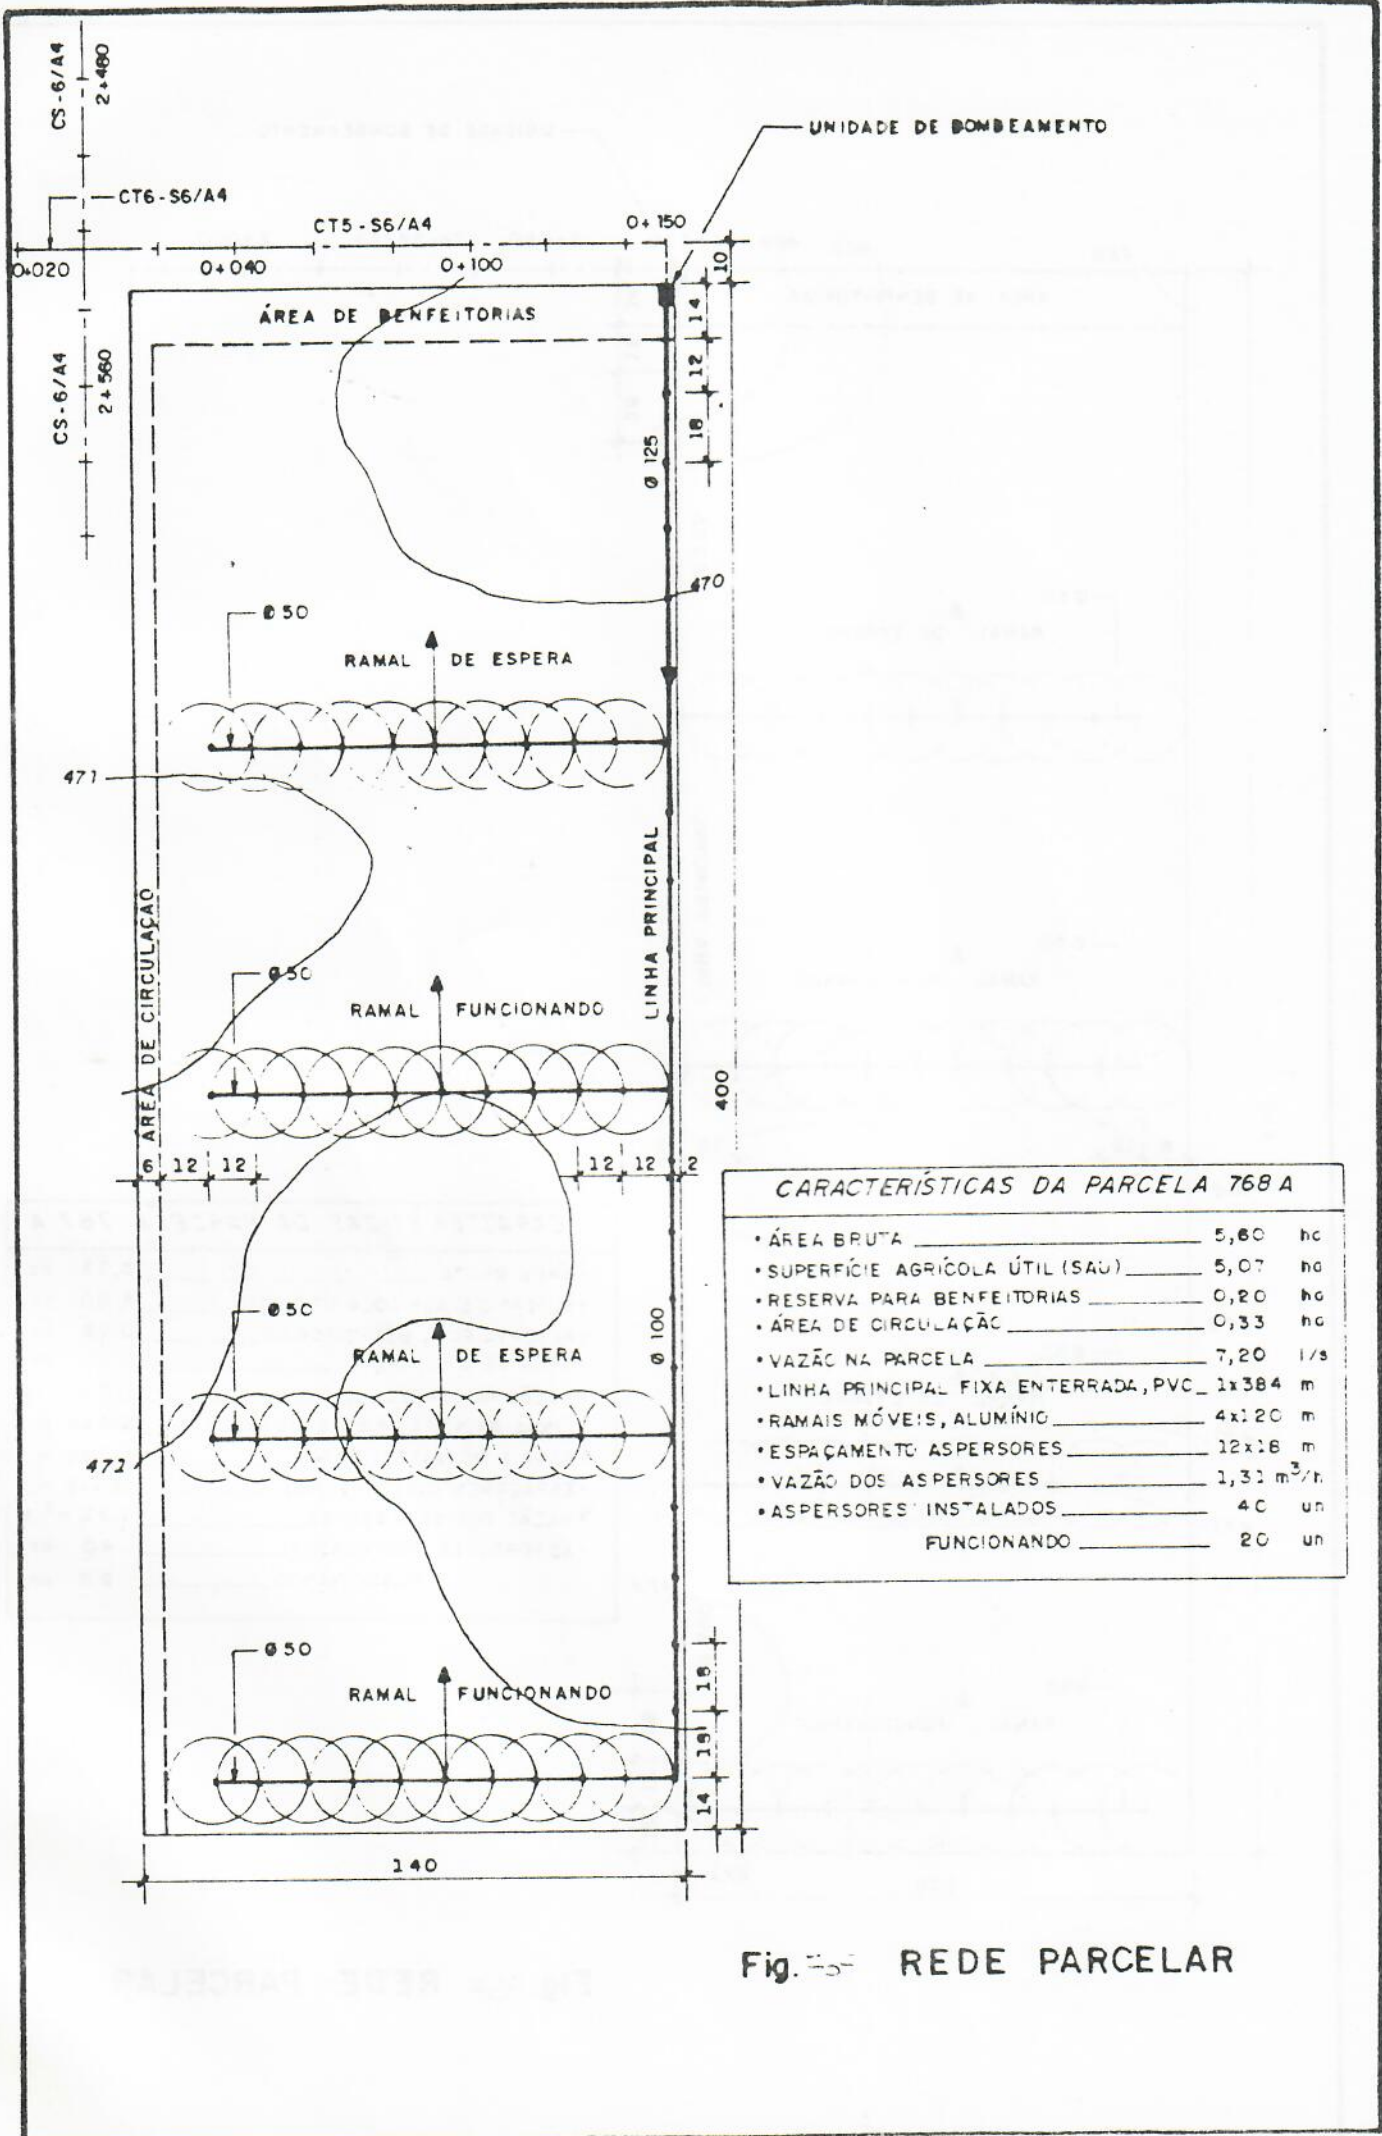 CS-6/A4
2+480
UNIDADE DE BOMBEAMENTO
CT6-S6/A4
CT5-S6/A4
0+150
0+020
0+040
0+100
10
ÁREA DE BENFEITORIAS
14
CS-6/A4
2+560
12
18
Ø 125
470
Ø 50
RAMAL DE ESPERA
471
LINHA PRINCIPAL
ÁREA DE CIRCULAÇÃO
Ø 50
RAMAL FUNCIONANDO
400
6 12 12 12 12 2
CARACTERÍSTICAS DA PARCELA 768 A
• ÁREA BRUTA 5,60 ha
• SUPERFÍCIE AGRÍCOLA ÚTIL (SAU) 5,07 ha
• RESERVA PARA BENFEITORIAS 0,20 ha
• ÁREA DE CIRCULAÇÃO 0,33 ha
• VAZÃO NA PARCELA 7,20 l/s
• LINHA PRINCIPAL FIXA ENTERRADA, PVC 1x384 m
• RAMAIS MÓVEIS, ALUMÍNIO 4x120 m
• ESPAÇAMENTO ASPERSORES 12x18 m
• VAZÃO DOS ASPERSORES 1,31 m³/h
• ASPERSORES INSTALADOS 40 un
FUNCIONANDO 20 un
Ø 50
Ø 100
RAMAL DE ESPERA
472
Ø 50
RAMAL FUNCIONANDO
18
18
14
140
Fig. REDE PARCELAR